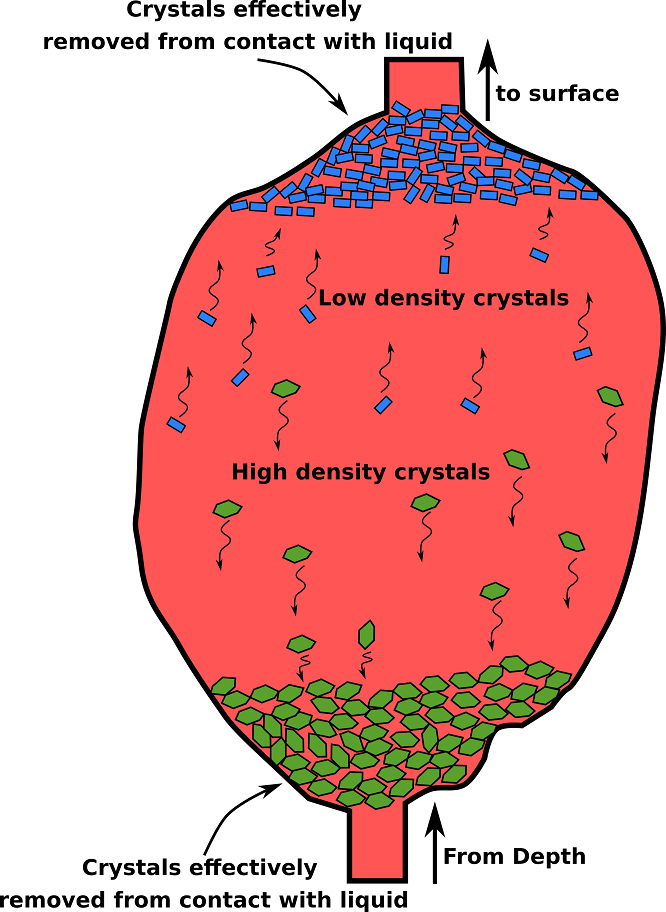 Crystals effectively
removed from contact with liquid
to surface
Low density crystals
High density crystals
From Depth
Crystals effectively
removed from contact with liquid